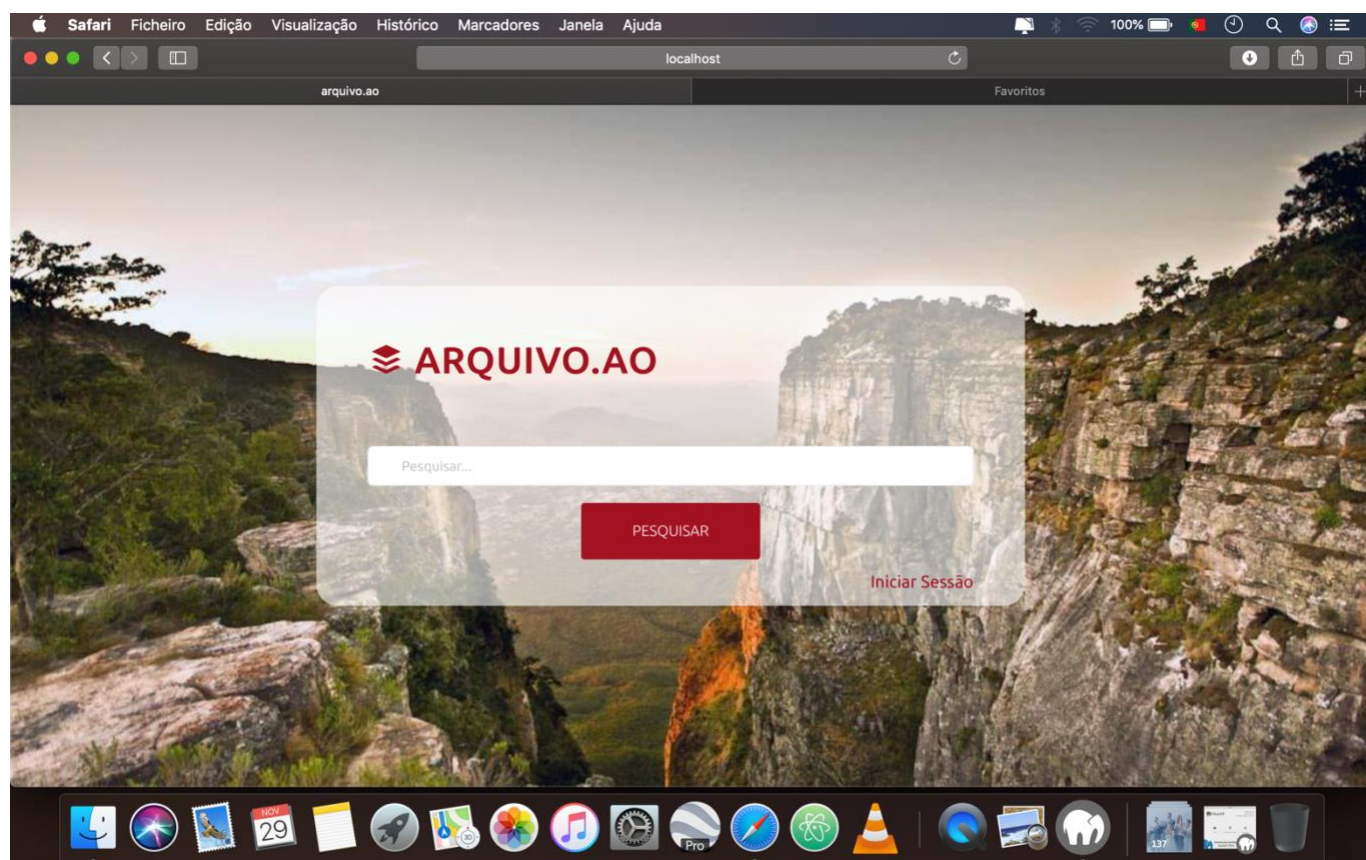 Safari Ficheiro Edição Visualização Histórico Marcadores Janela Ajuda 100%
localhost
arquivo.ao Favoritos
ARQUIVO.AO
Pesquisar...
PESQUISAR
Iniciar Sessão
NOV
29
3D
Pro
137